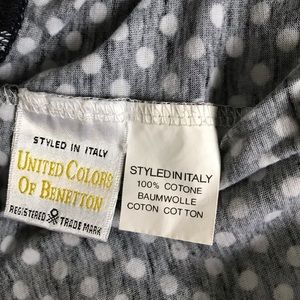 STYLED IN ITALY
UNITED COLORS
OF BENETTON
REGISTERED TRADE MARK
STYLED IN ITALY
100% COTONE
BAUMWOLLE
COTON COTTON